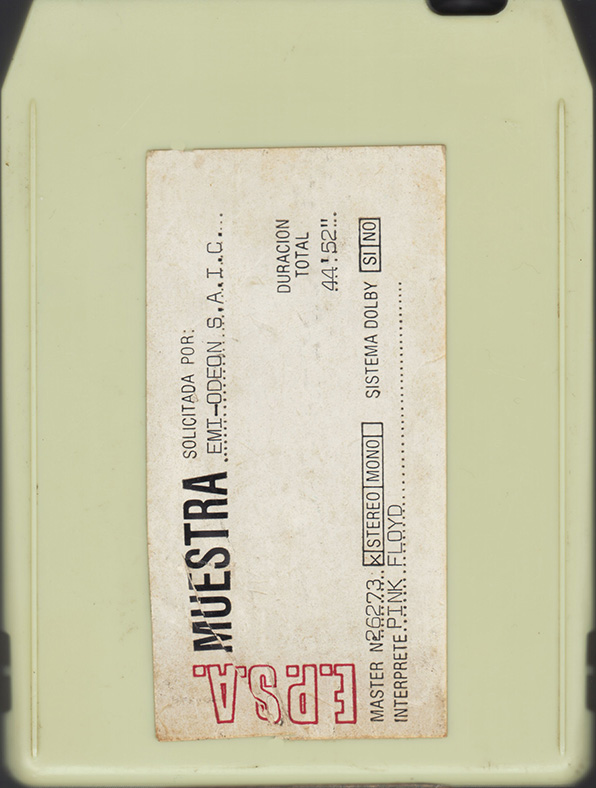 E.P.S.A.
MUESTRA
SOLICITADA POR:
EMI-ODEON S.A.I.C.
DURACION
TOTAL
44'52"
MASTER Nº 26273 X STEREO MONO SISTEMA DOLBY SI NO
INTERPRETE PINK FLOYD